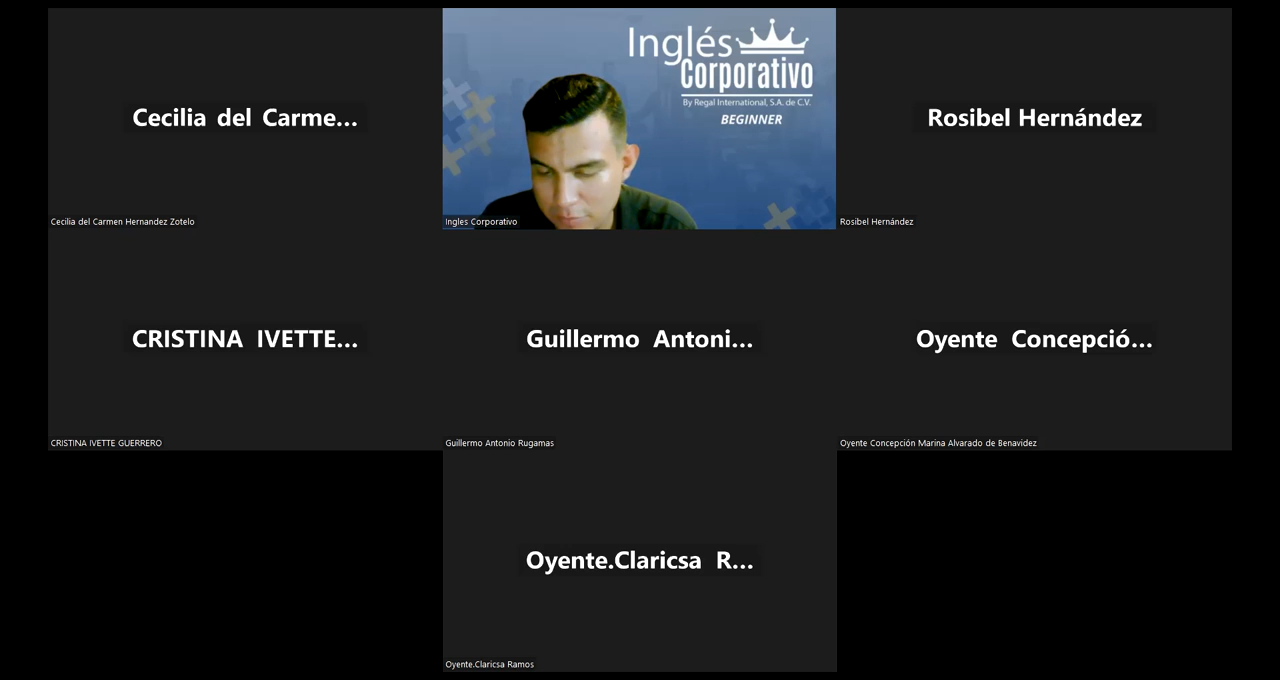 Cecilia del Carme...
Cecilia del Carmen Hernandez Zotelo
Inglés
Corporativo
By Regal International, S.A. de C.V.
BEGINNER
Ingles Corporativo
Rosibel Hernández
Rosibel Hernández
CRISTINA IVETTE...
CRISTINA IVETTE GUERRERO
Guillermo Antoni...
Guillermo Antonio Rugamas
Oyente Concepció...
Oyente Concepción Marina Alvarado de Benavidez
Oyente.Claricsa R...
Oyente.Claricsa Ramos